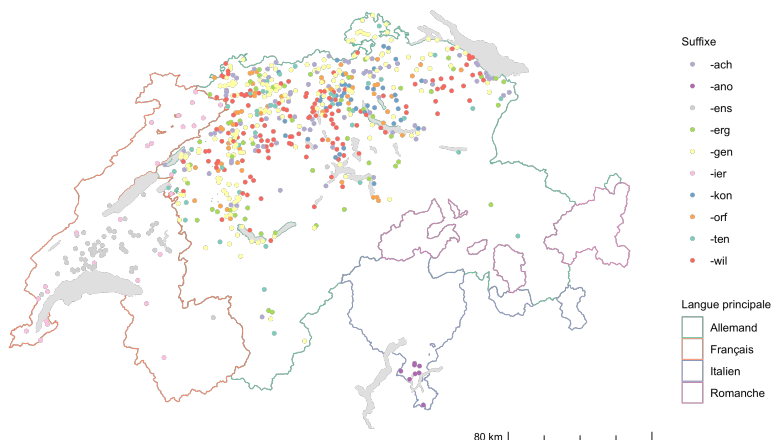 Suffixe
-ach
-ano
-ens
-erg
-gen
-ier
-kon
-orf
-ten
-wil
Langue principale
Allemand
Français
Italien
Romanche
80 km